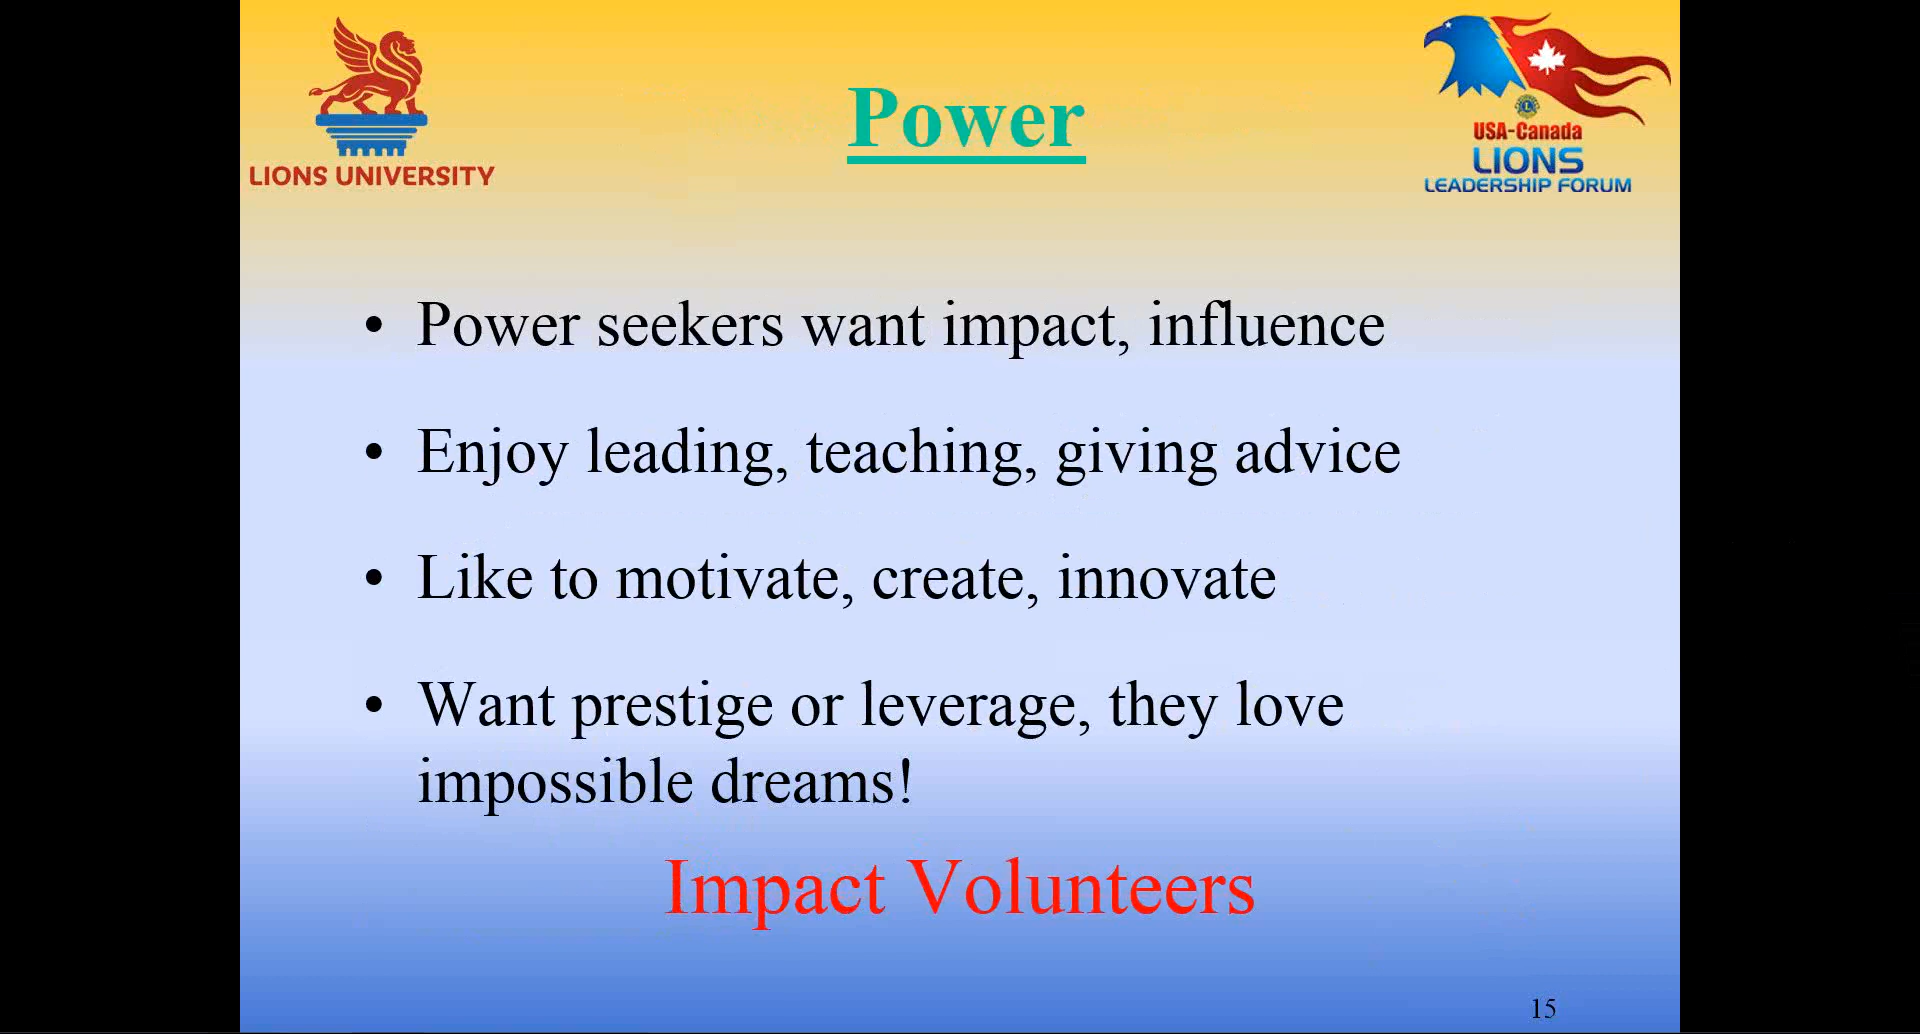 LIONS UNIVERSITY
Power
USA-Canada
LIONS
LEADERSHIP FORUM
• Power seekers want impact, influence
• Enjoy leading, teaching, giving advice
• Like to motivate, create, innovate
• Want prestige or leverage, they love
impossible dreams!
Impact Volunteers
15